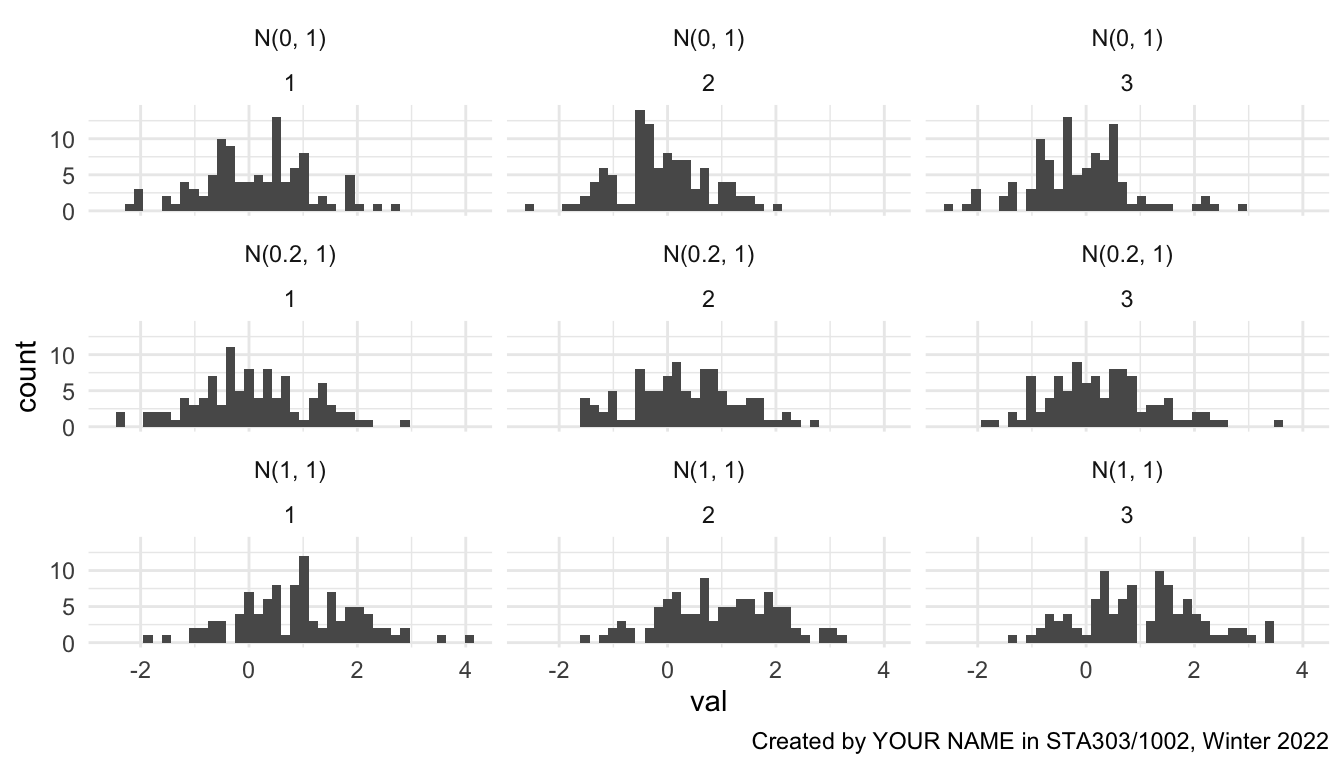 N(0, 1) N(0, 1) N(0, 1)
1 2 3
10
5
0
N(0.2, 1) N(0.2, 1) N(0.2, 1)
1 2 3
count
10
5
0
N(1, 1) N(1, 1) N(1, 1)
1 2 3
10
5
0
-2 0 2 4 -2 0 2 4 -2 0 2 4
val
Created by YOUR NAME in STA303/1002, Winter 2022